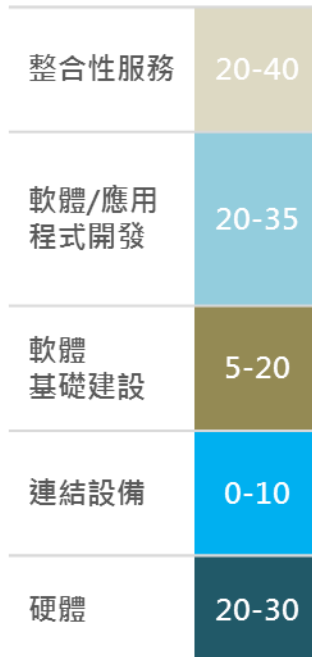 整合性服務 20-40
軟體/應用
程式開發 20-35
軟體
基礎建設 5-20
連結設備 0-10
硬體 20-30